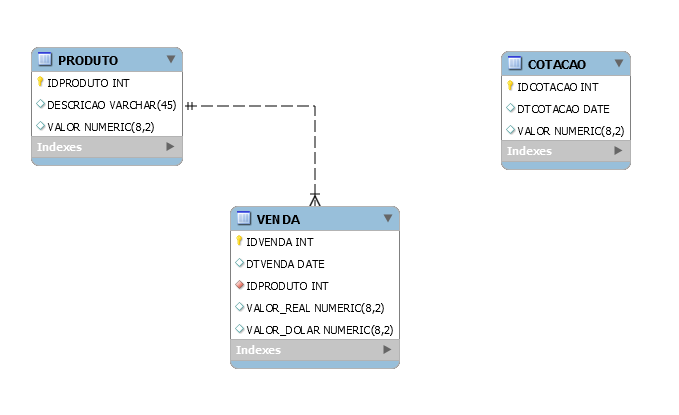 PRODUTO
IDPRODUTO INT
DESCRICAO VARCHAR(45)
VALOR NUMERIC(8,2)
Indexes
COTACAO
IDCOTACAO INT
DTCOTACAO DATE
VALOR NUMERIC(8,2)
Indexes
VENDA
IDVENDA INT
DTVENDA DATE
IDPRODUTO INT
VALOR_REAL NUMERIC(8,2)
VALOR_DOLAR NUMERIC(8,2)
Indexes